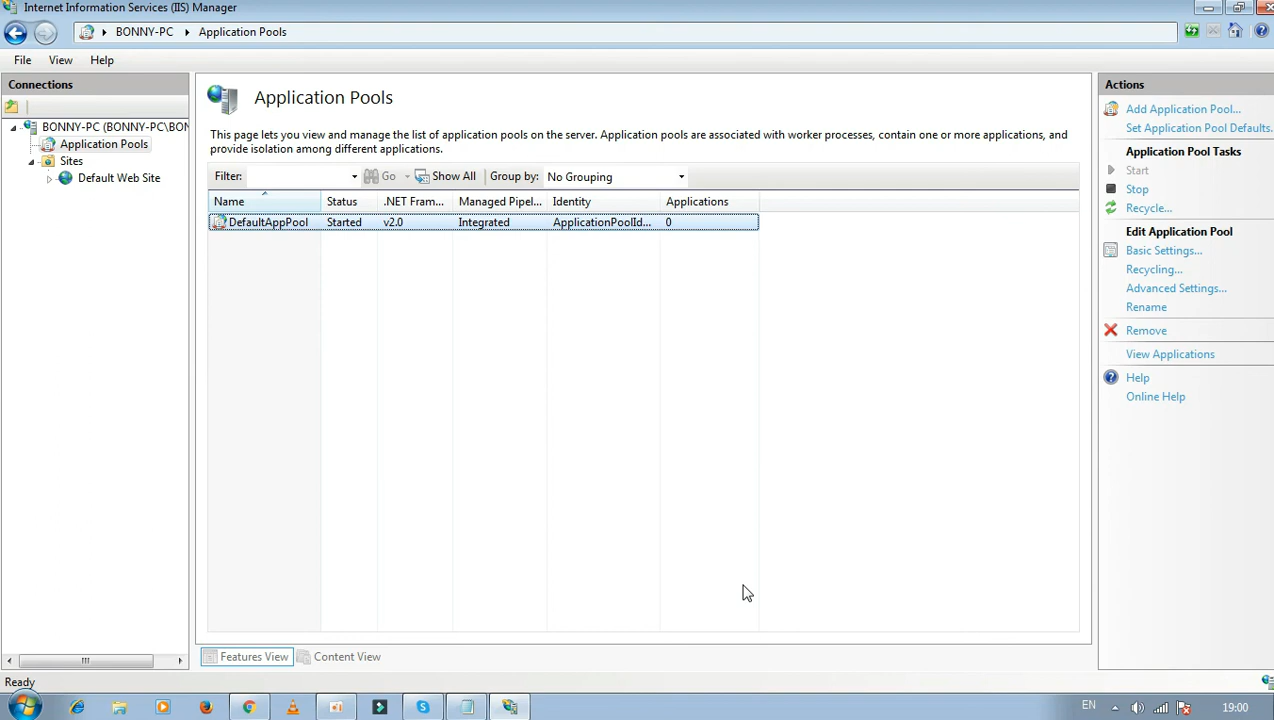 Internet Information Services (IIS) Manager
BONNY-PC Application Pools
File View Help
Connections
BONNY-PC (BONNY-PC\BON
Application Pools
Sites
Default Web Site
Application Pools
This page lets you view and manage the list of application pools on the server. Application pools are associated with worker processes, contain one or more applications, and
provide isolation among different applications.
Filter: Go Show All Group by: No Grouping
Name Status .NET Fram... Managed Pipel... Identity Applications
DefaultAppPool Started v2.0 Integrated ApplicationPoolId... 0
Features View Content View
Actions
Add Application Pool...
Set Application Pool Defaults.
Application Pool Tasks
Start
Stop
Recycle...
Edit Application Pool
Basic Settings...
Recycling...
Advanced Settings...
Rename
Remove
View Applications
Help
Online Help
Ready
EN 19:00